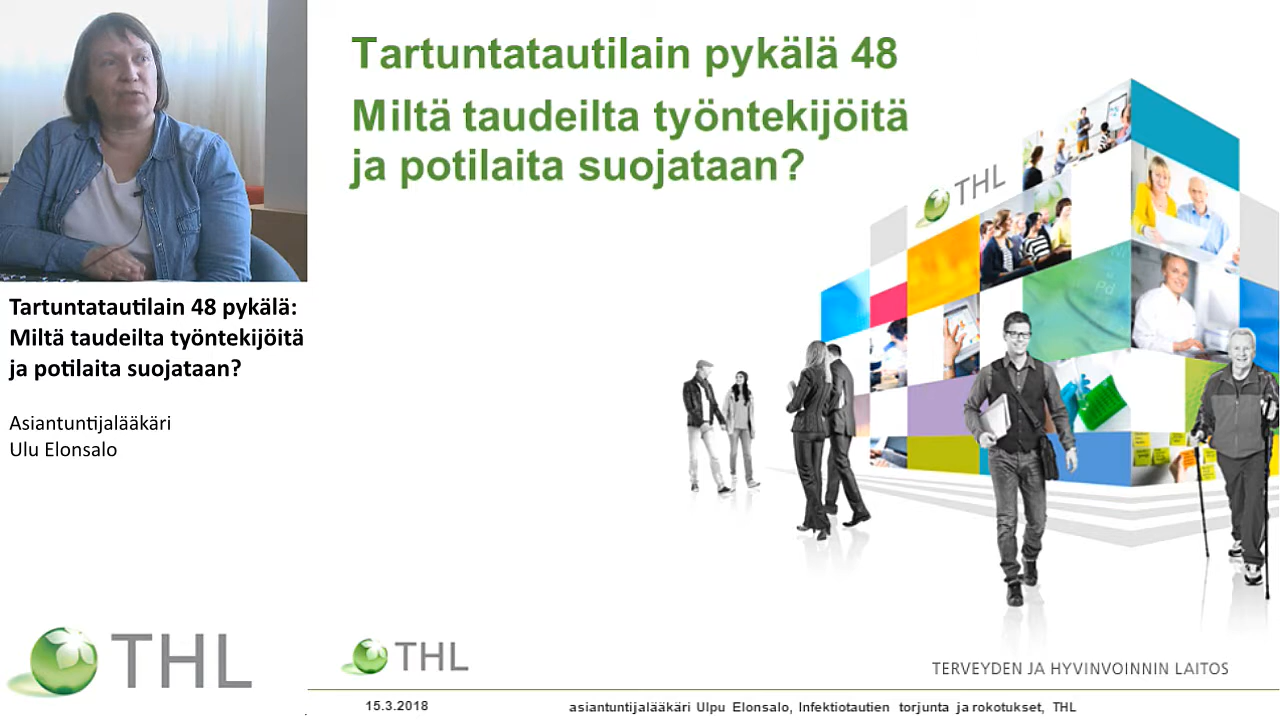 Tartuntatautilain pykälä 48
Miltä taudeilta työntekijöitä
ja potilaita suojataan?
THL
Tartuntatautilain 48 pykälä:
Miltä taudeilta työntekijöitä
ja potilaita suojataan?
Asiantuntijalääkäri
Ulu Elonsalo
THL
THL
TERVEYDEN JA HYVINVOINNIN LAITOS
15.3.2018
asiantuntijalääkäri Ulpu Elonsalo, Infektiotautien torjunta ja rokotukset, THL